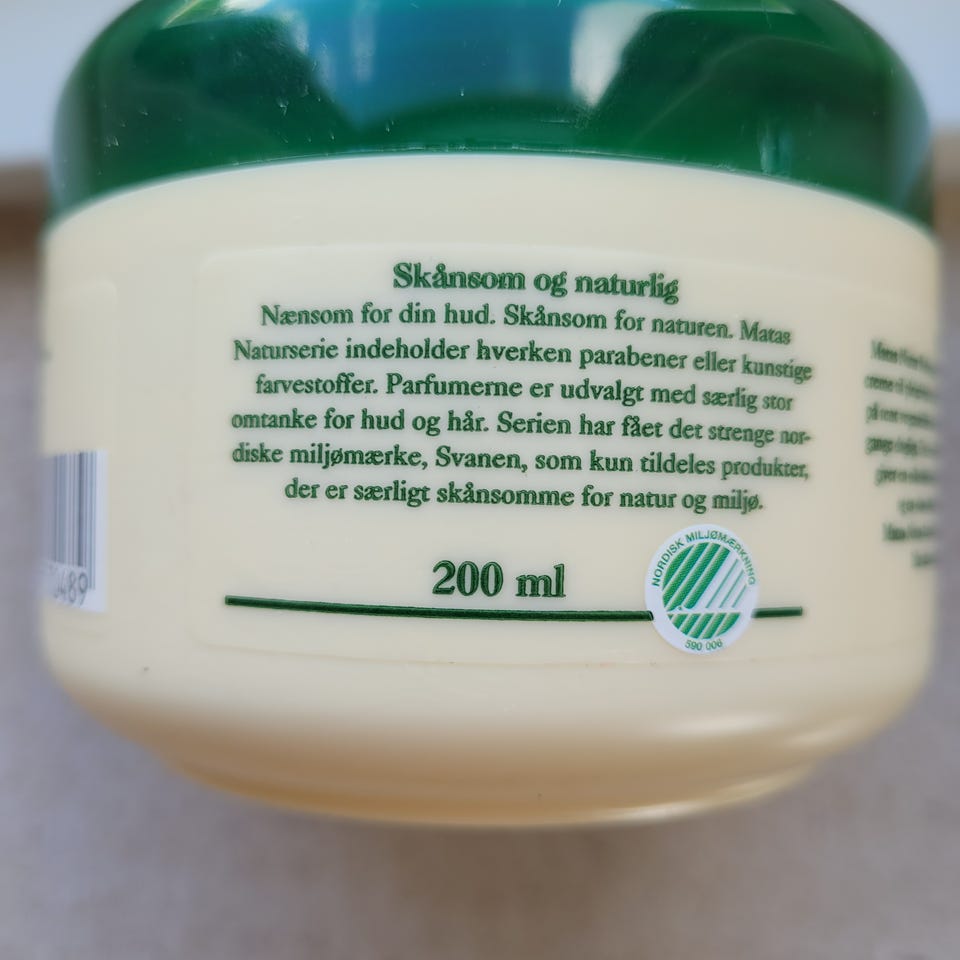 Skånsom og naturlig
Nænsom for din hud. Skånsom for naturen. Matas
Naturserie indeholder hverken parabener eller kunstige
farvestoffer. Parfumerne er udvalgt med særlig stor
omtanke for hud og hår. Serien har fået det strenge nor-
diske miljømærke, Svanen, som kun tildeles produkter,
der er særligt skånsomme for natur og miljø.
200 ml
NORDISK MILJØMÆRKNING
590 006